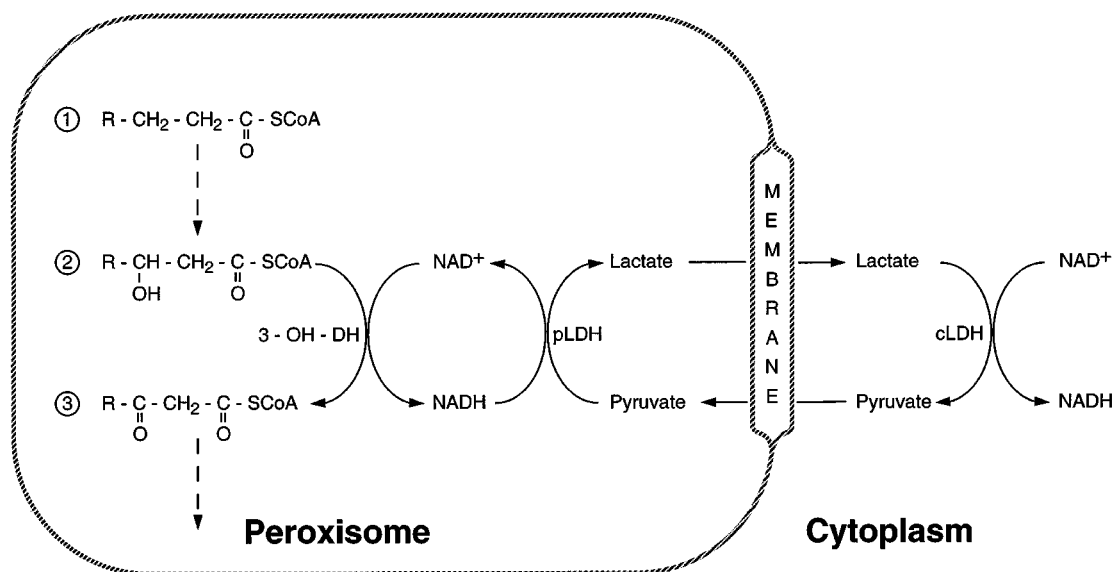 ① R - CH₂ - CH₂ - C - SCoA
O
② R - CH - CH₂ - C - SCoA NAD⁺ Lactate Lactate NAD⁺
OH O
3 - OH - DH pLDH cLDH
③ R - C - CH₂ - C - SCoA NADH Pyruvate Pyruvate NADH
O O
MEMBRANE
Peroxisome Cytoplasm